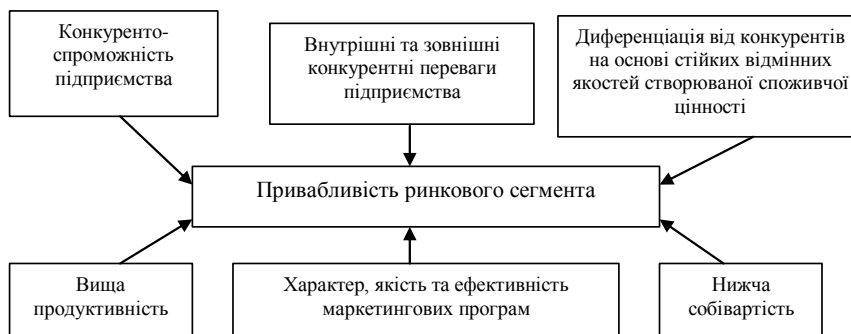 Конкуренто-
спроможність
підприємства
Внутрішні та зовнішні
конкурентні переваги
підприємства
Диференціація від конкурентів
на основі стійких відмінних
якостей створюваної споживчої
цінності
Привабливість ринкового сегмента
Вища
продуктивність
Характер, якість та ефективність
маркетингових програм
Нижча
собівартість